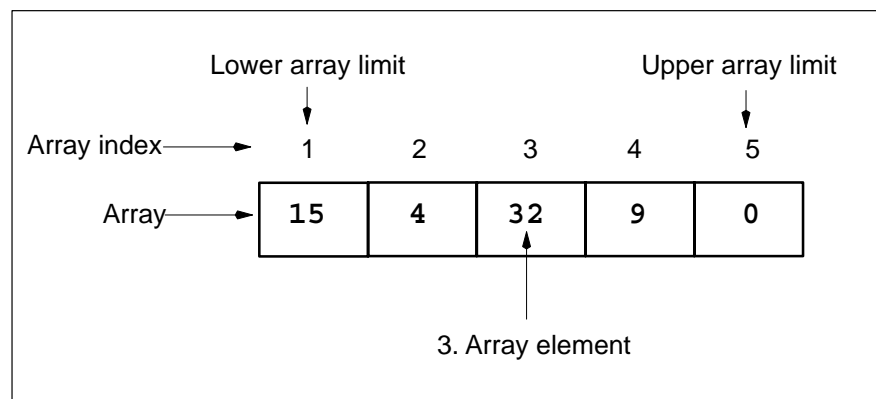 Lower array limit Upper array limit
Array index 1 2 3 4 5
Array 15 4 32 9 0
3. Array element